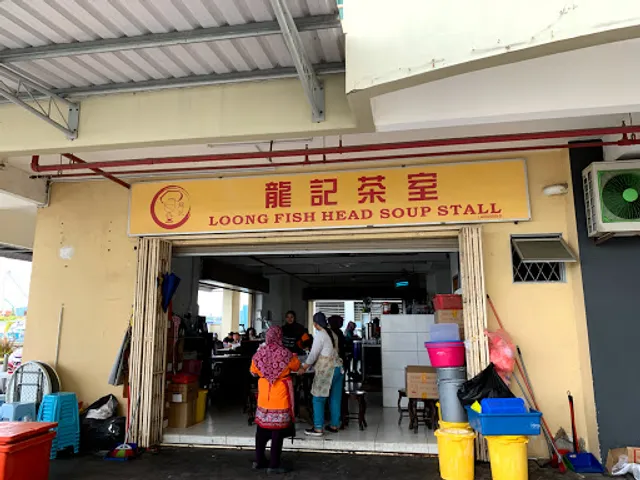 龍記茶室
LOONG FISH HEAD SOUP STALL